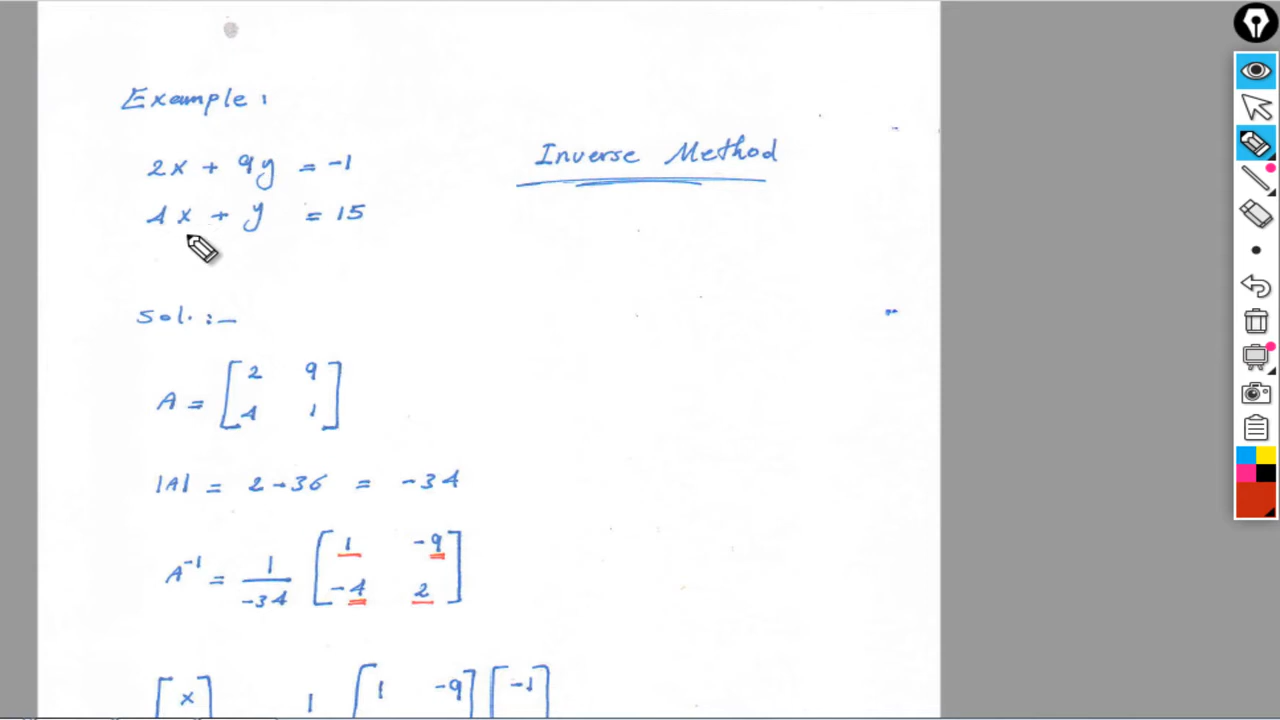 Example:
Inverse Method
2x + 9y = -1
4x + y = 15
Sol. :-
A = [ 2 9
4 1 ]
|A| = 2 - 36 = -34
A^-1 = 1/-34 [ 1 -9
-4 2 ]
[ x ] 1 [ 1 -9 ] [ -1 ]